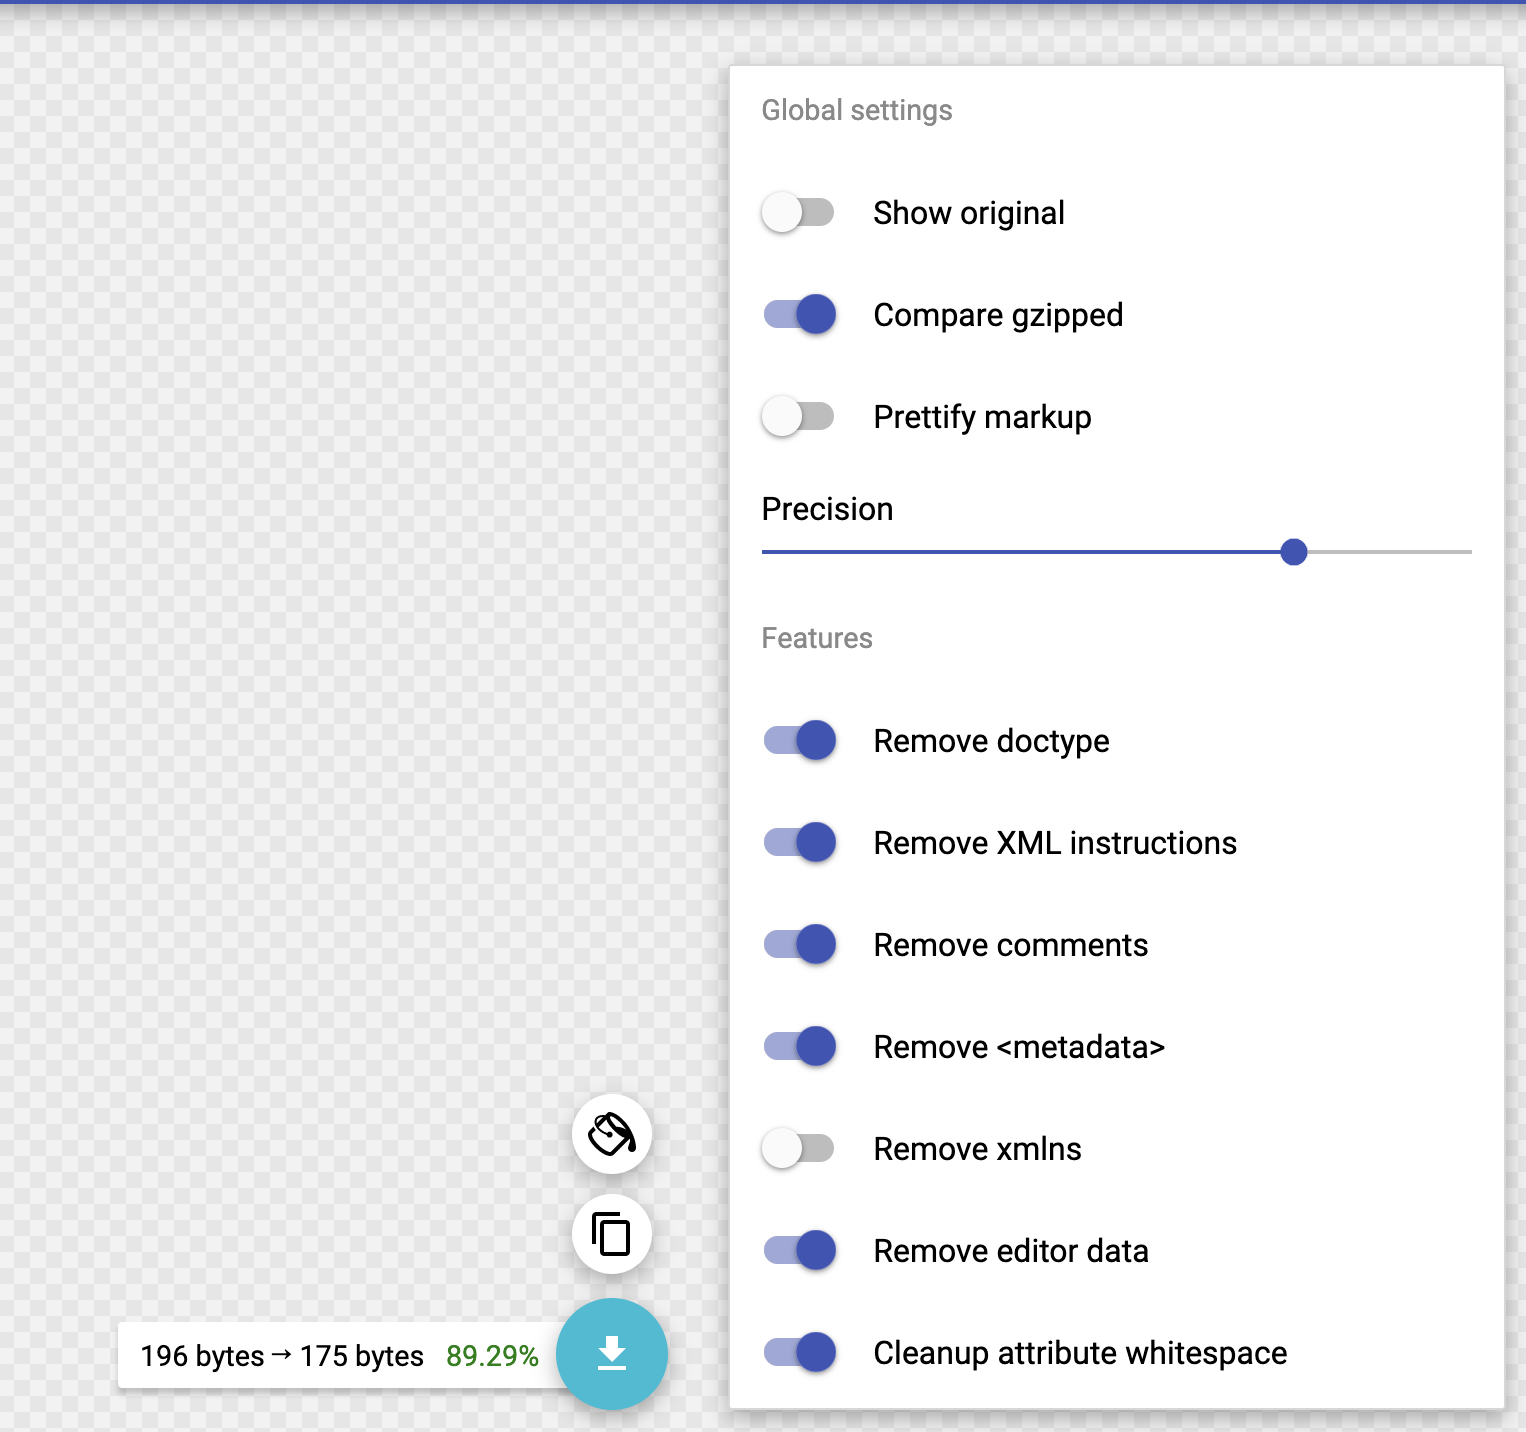 Global settings
Show original
Compare gzipped
Prettify markup
Precision
Features
Remove doctype
Remove XML instructions
Remove comments
Remove <metadata>
Remove xmlns
Remove editor data
Cleanup attribute whitespace
196 bytes → 175 bytes 89.29%